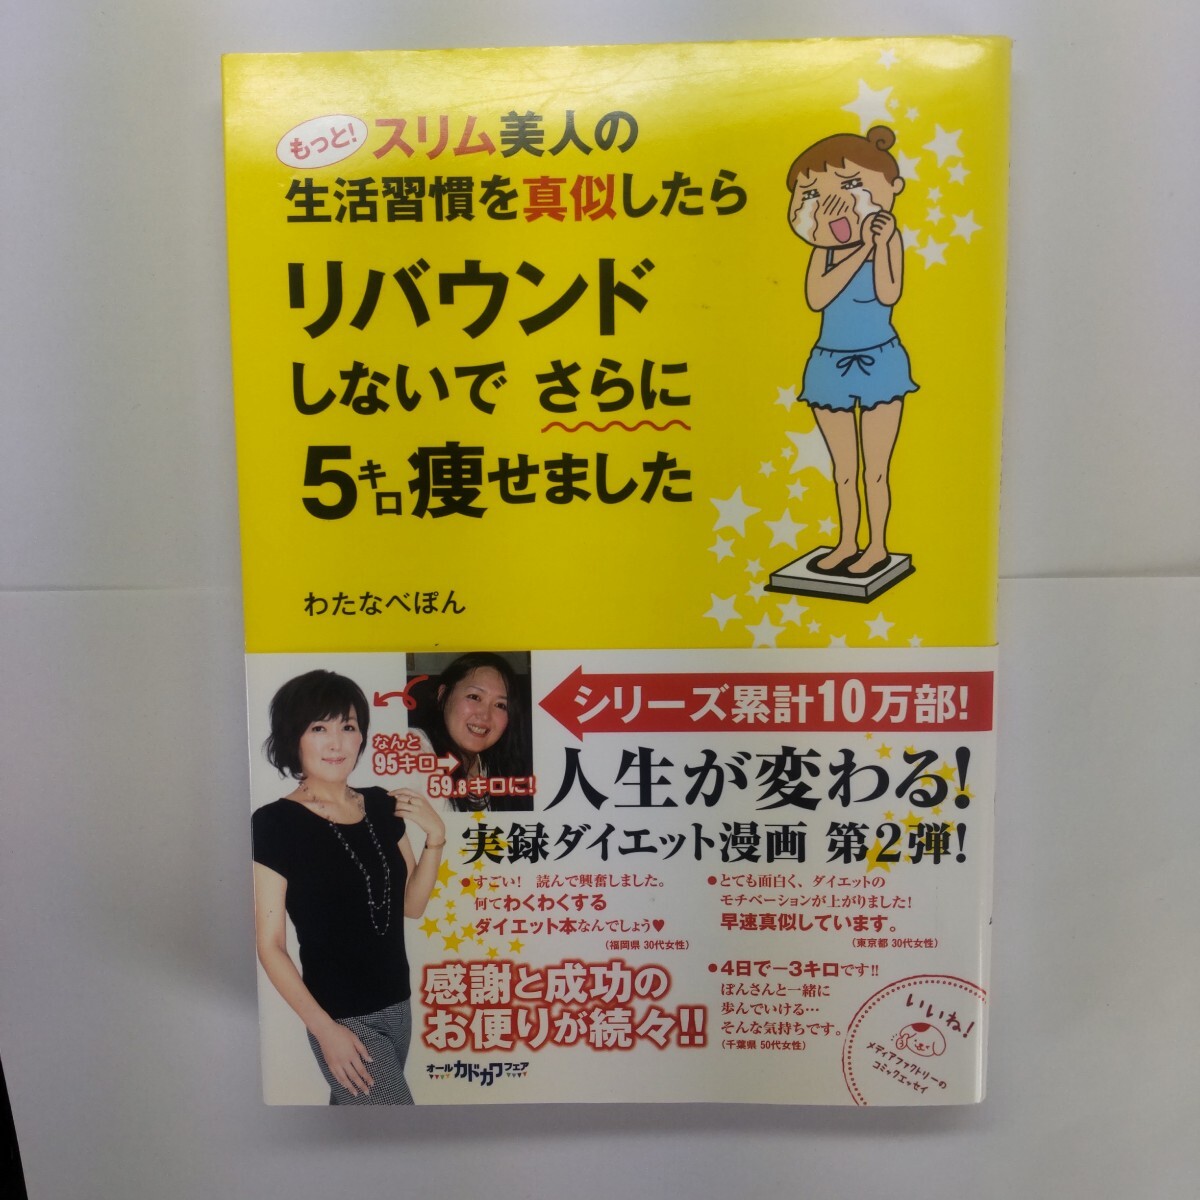 もっと!
スリム美人の
生活習慣を真似したら
リバウンド
しないで さらに
5キロ痩せました
わたなべぽん
シリーズ累計10万部!
なんと
95キロ→
59.8キロに!
人生が変わる!
実録ダイエット漫画 第2弾!
●すごい! 読んで興奮しました。
何てわくわくする
ダイエット本なんでしょう♥
(福岡県 30代女性)
●とても面白く、ダイエットの
モチベーションが上がりました!
早速真似しています。
(東京都 30代女性)
感謝と成功の
お便りが続々!!
●4日で−3キロです!!
ぽんさんと一緒に
歩んでいける…
そんな気持ちです。
(千葉県 50代女性)
オールカドカワフェア
いいね!
メディアファクトリーの
コミックエッセイ